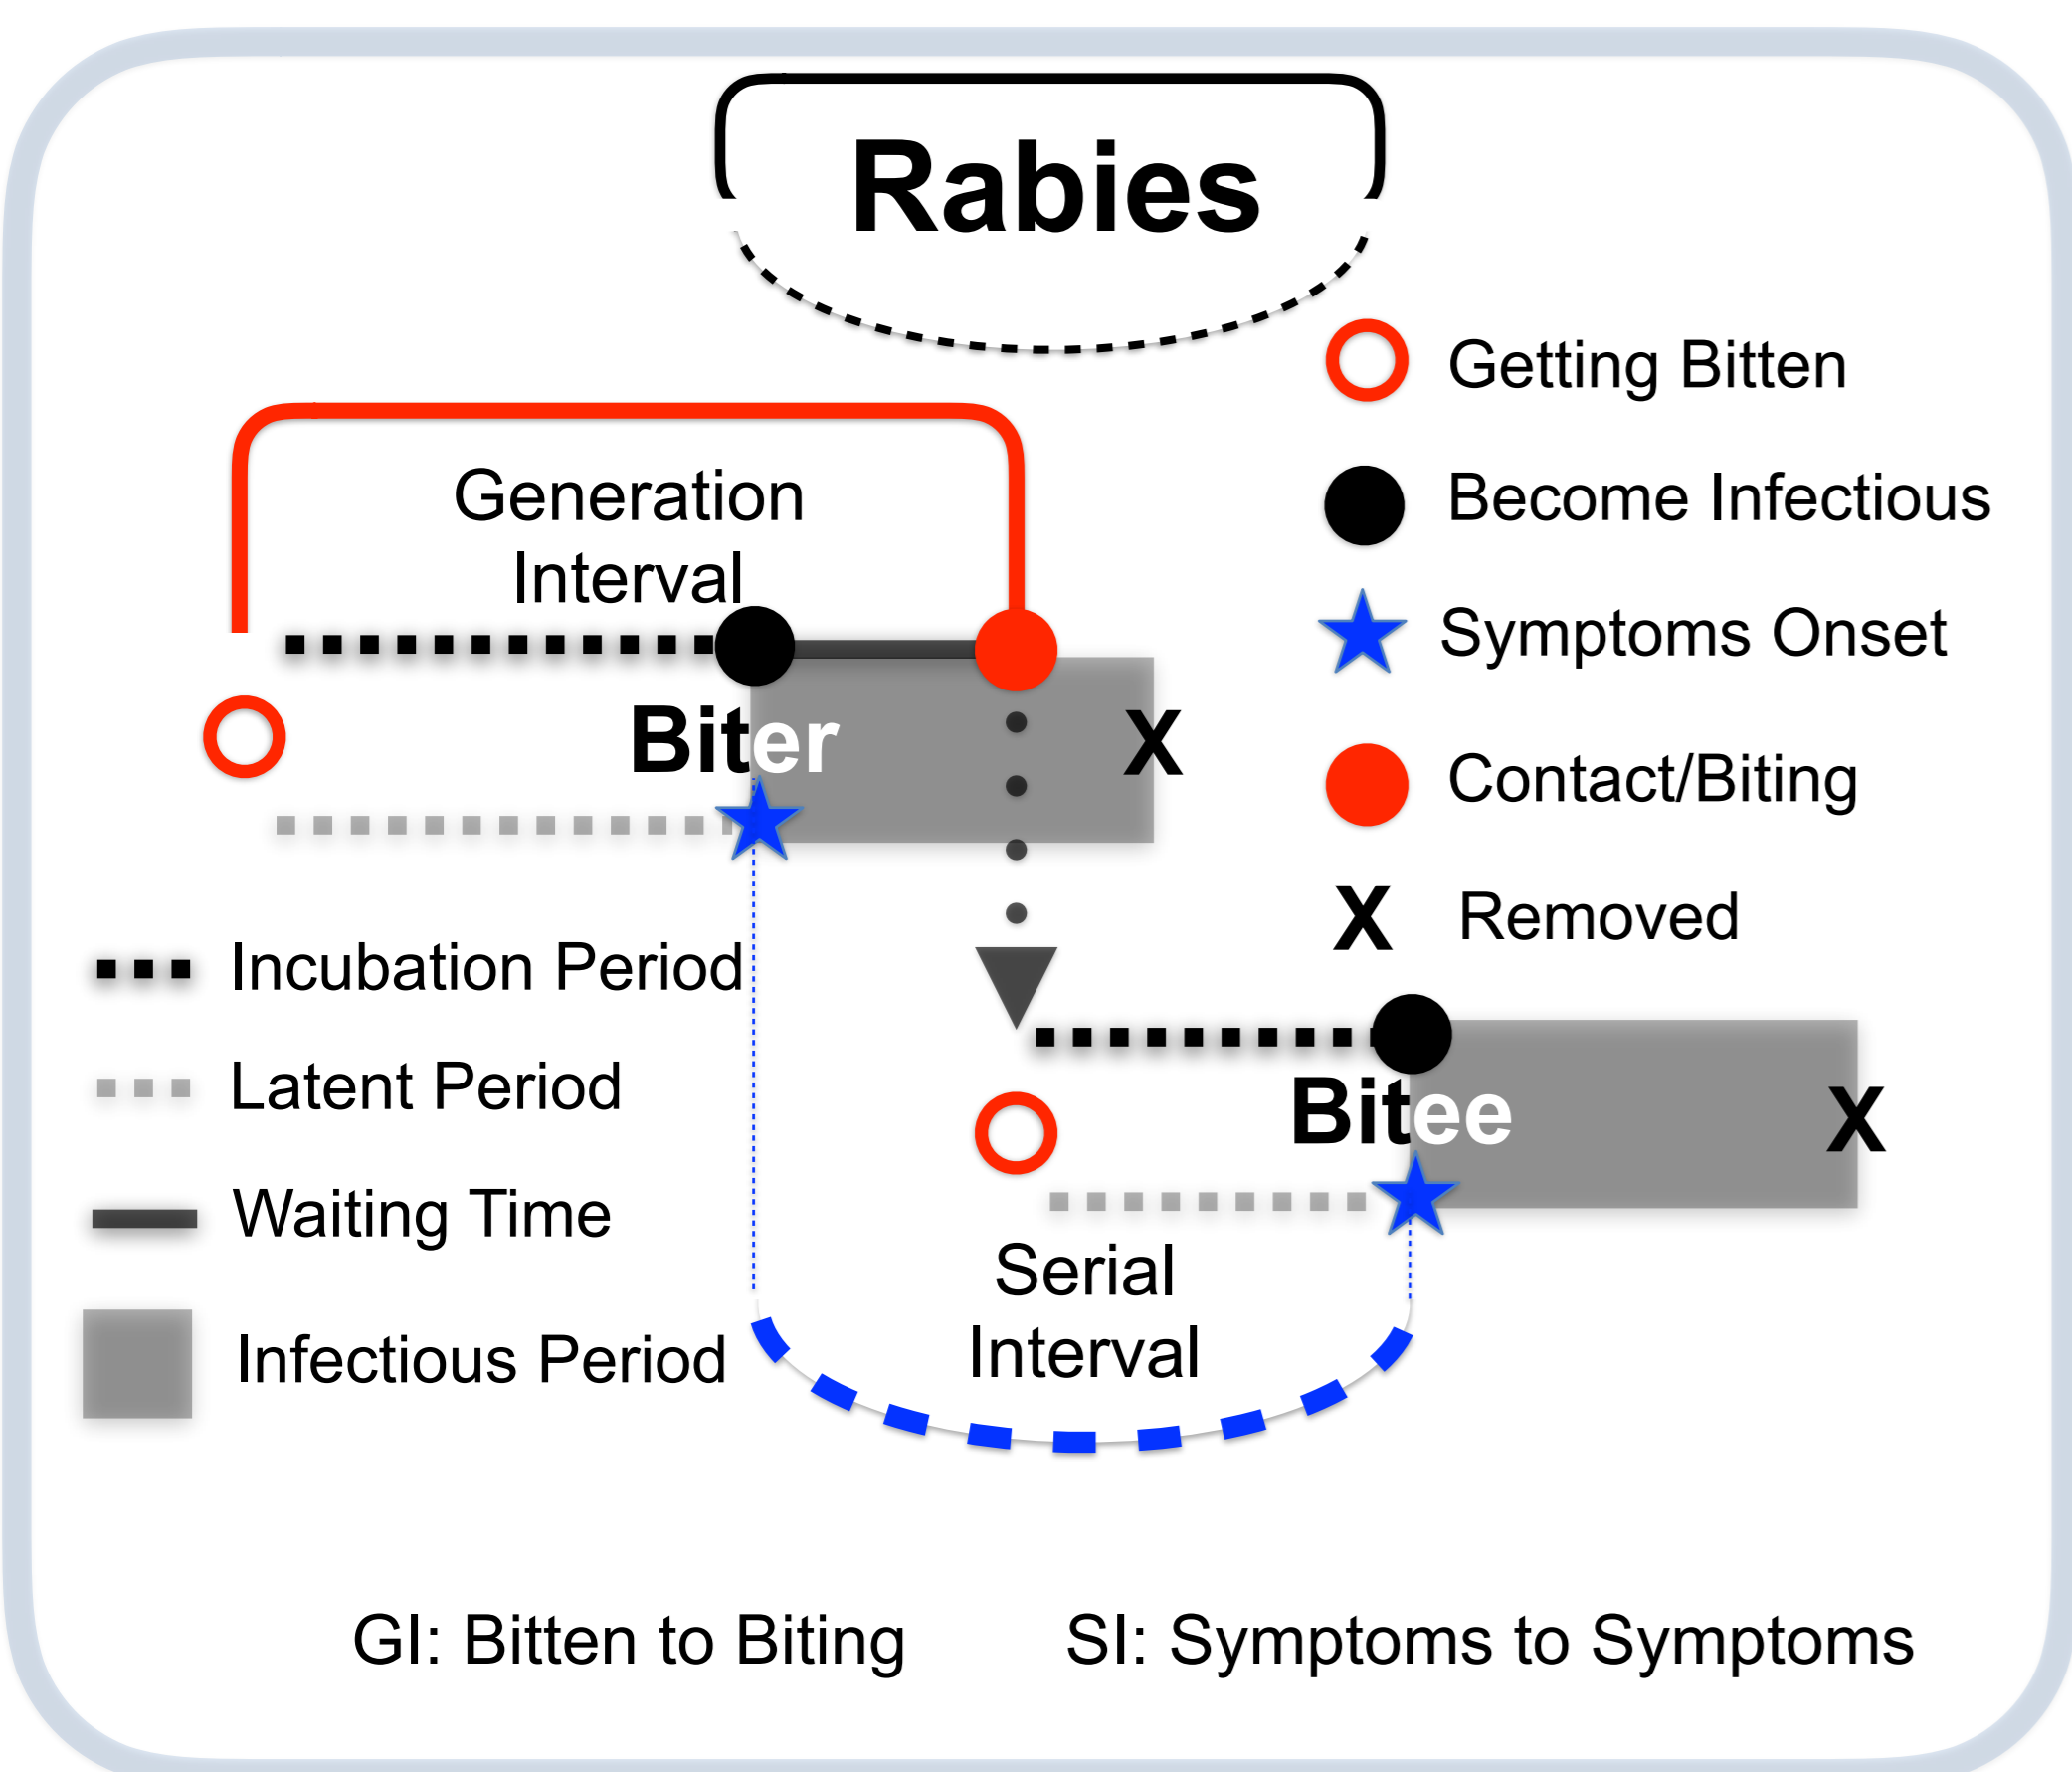 Rabies
Getting Bitten
Become Infectious
Symptoms Onset
Contact/Biting
X Removed
Generation
Interval
Biter
X
Incubation Period
Latent Period
Waiting Time
Infectious Period
Bitee
X
Serial
Interval
GI: Bitten to Biting
SI: Symptoms to Symptoms